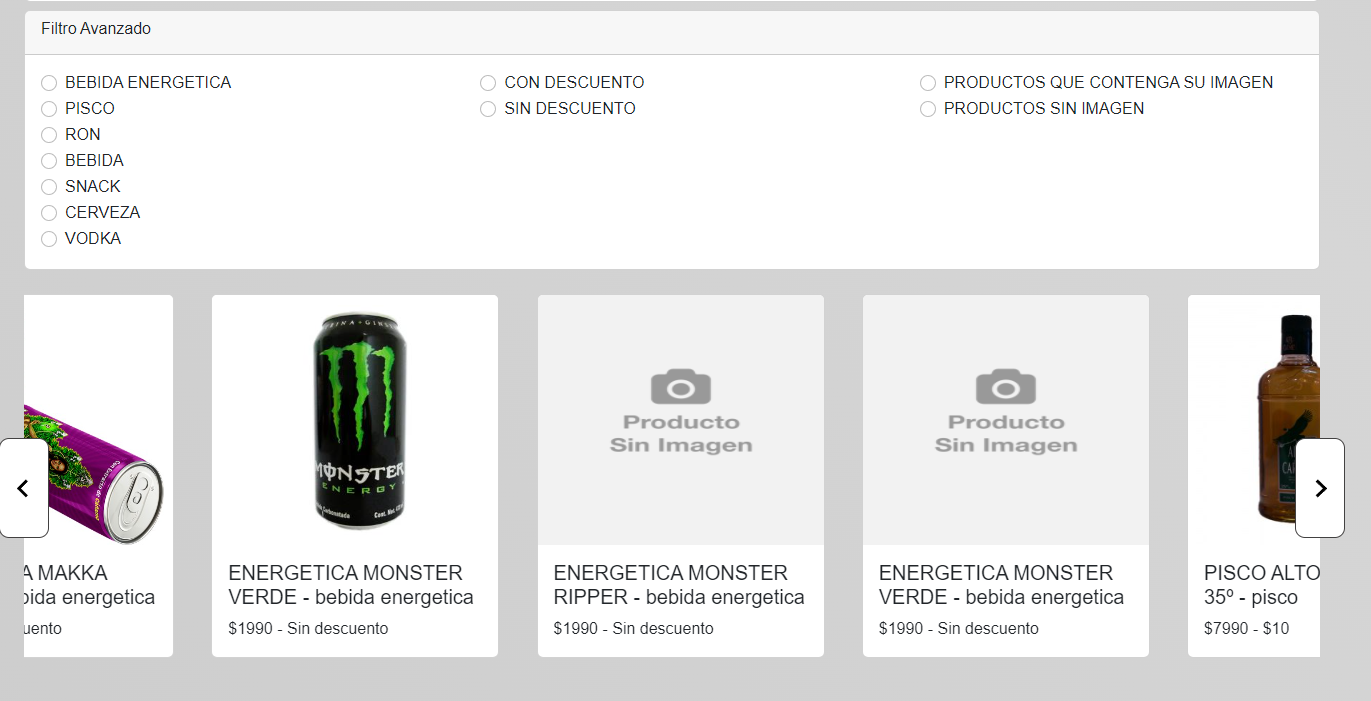 Filtro Avanzado
BEBIDA ENERGETICA
PISCO
RON
BEBIDA
SNACK
CERVEZA
VODKA
CON DESCUENTO
SIN DESCUENTO
PRODUCTOS QUE CONTENGA SU IMAGEN
PRODUCTOS SIN IMAGEN
A MAKKA
bida energetica
uento
MONSTER
ENERGY
ENERGETICA MONSTER
VERDE - bebida energetica
$1990 - Sin descuento
Producto
Sin Imagen
ENERGETICA MONSTER
RIPPER - bebida energetica
$1990 - Sin descuento
Producto
Sin Imagen
ENERGETICA MONSTER
VERDE - bebida energetica
$1990 - Sin descuento
PISCO ALTO
35º - pisco
$7990 - $10